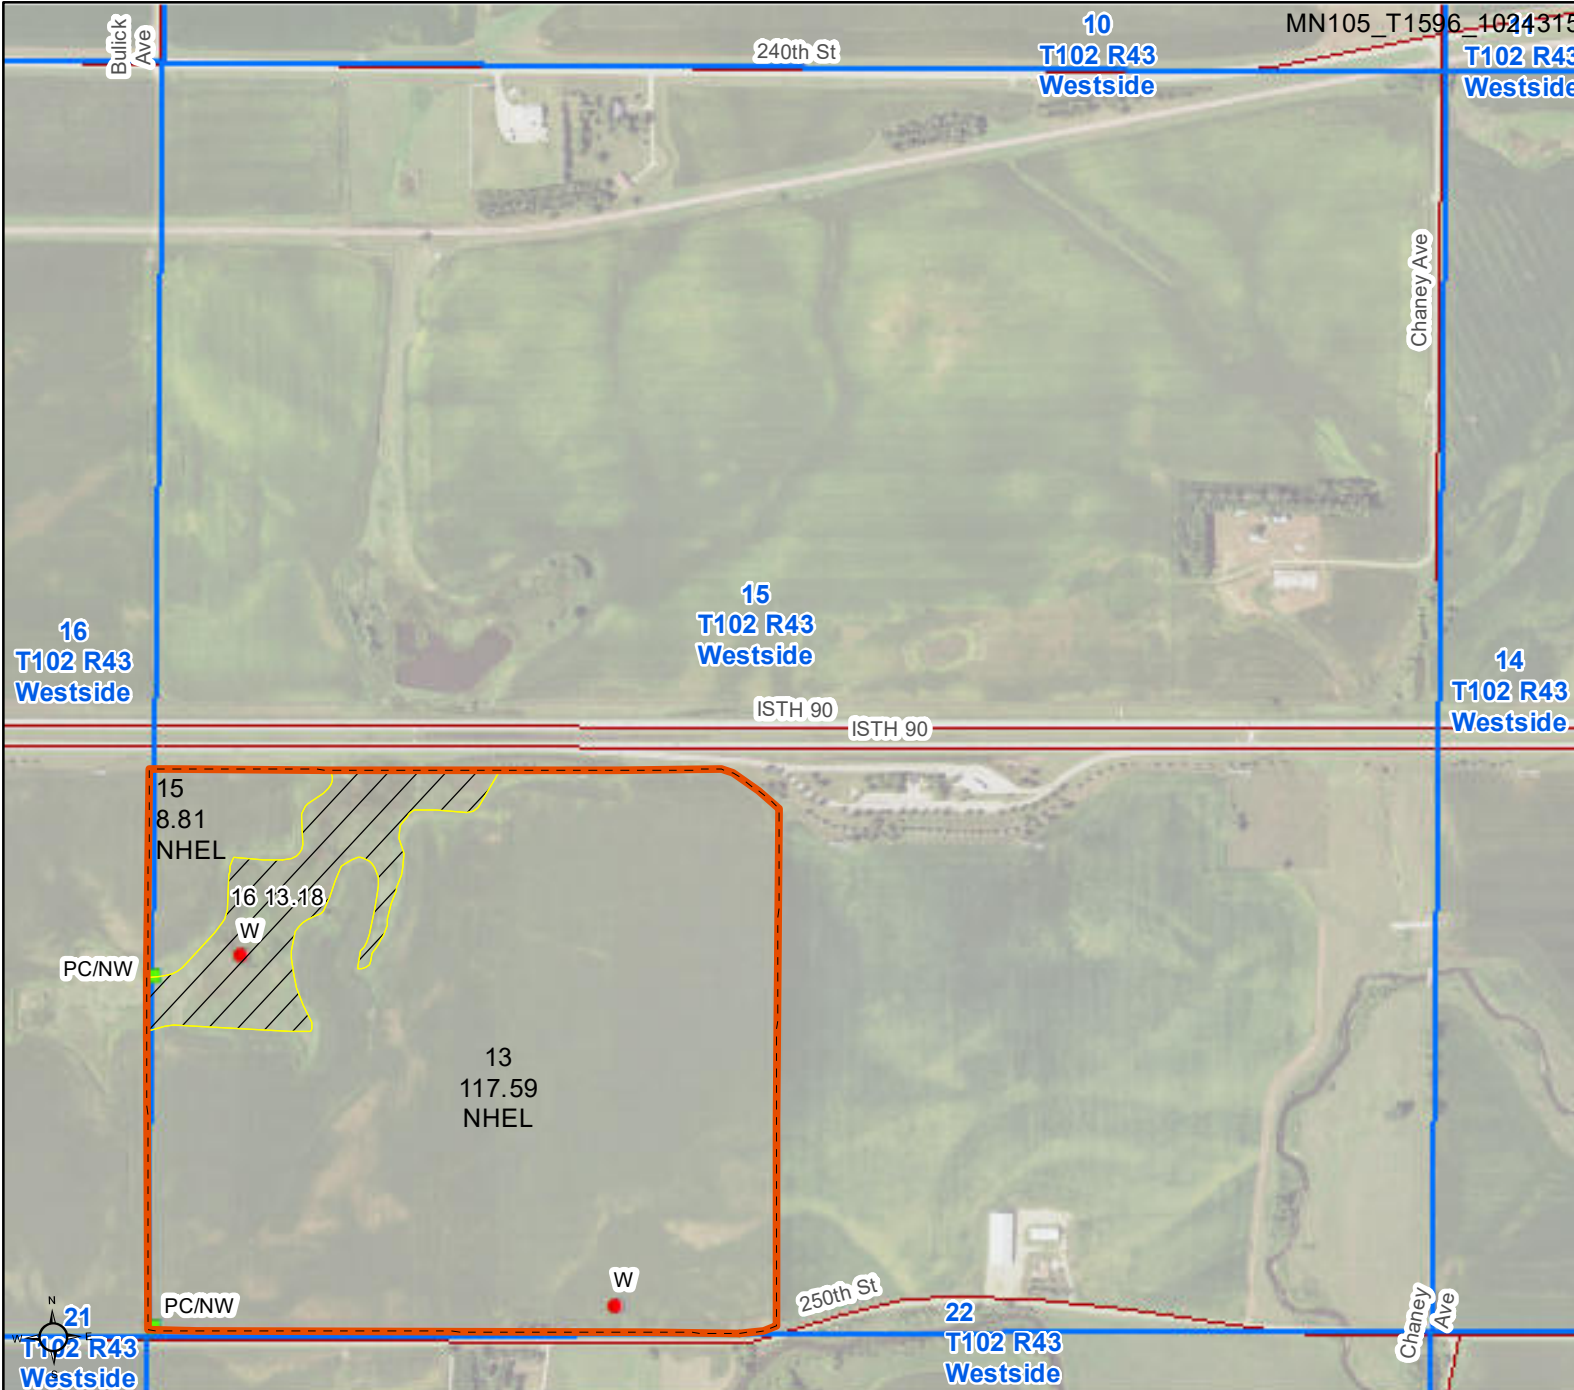 Bulick
Ave
240th St
10
T102 R43
Westside
MN105_T1596_1024315
11
T102 R43
Westside
Chaney Ave
15
T102 R43
Westside
16
T102 R43
Westside
14
T102 R43
Westside
ISTH 90
ISTH 90
15
8.81
NHEL
16 13.18
W
PC/NW
13
117.59
NHEL
PC/NW
W
250th St
22
T102 R43
Westside
Chaney
Ave
N
W
E
S
21
T102 R43
Westside